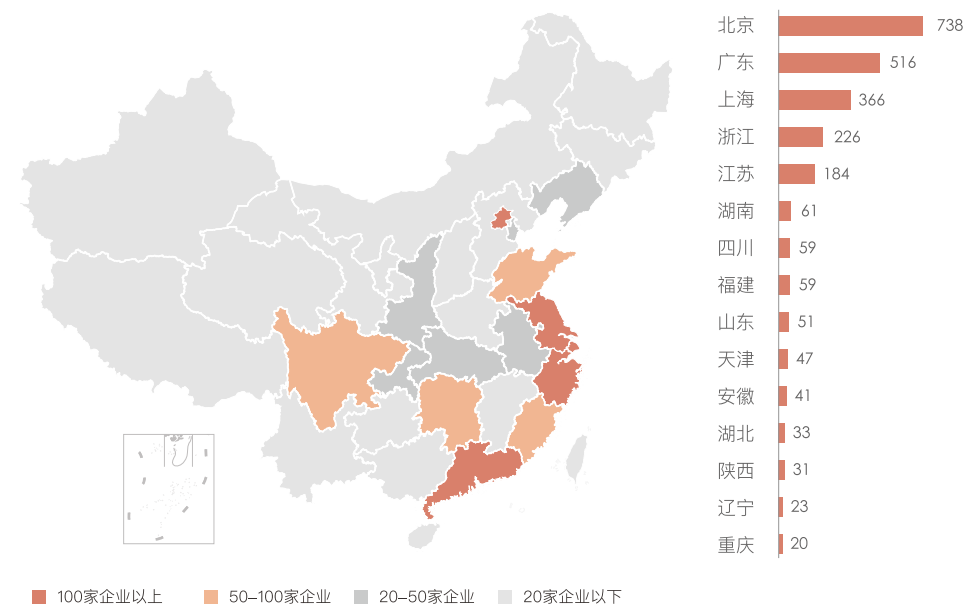 北京 738
广东 516
上海 366
浙江 226
江苏 184
湖南 61
四川 59
福建 59
山东 51
天津 47
安徽 41
湖北 33
陕西 31
辽宁 23
重庆 20
100家企业以上 50–100家企业 20–50家企业 20家企业以下